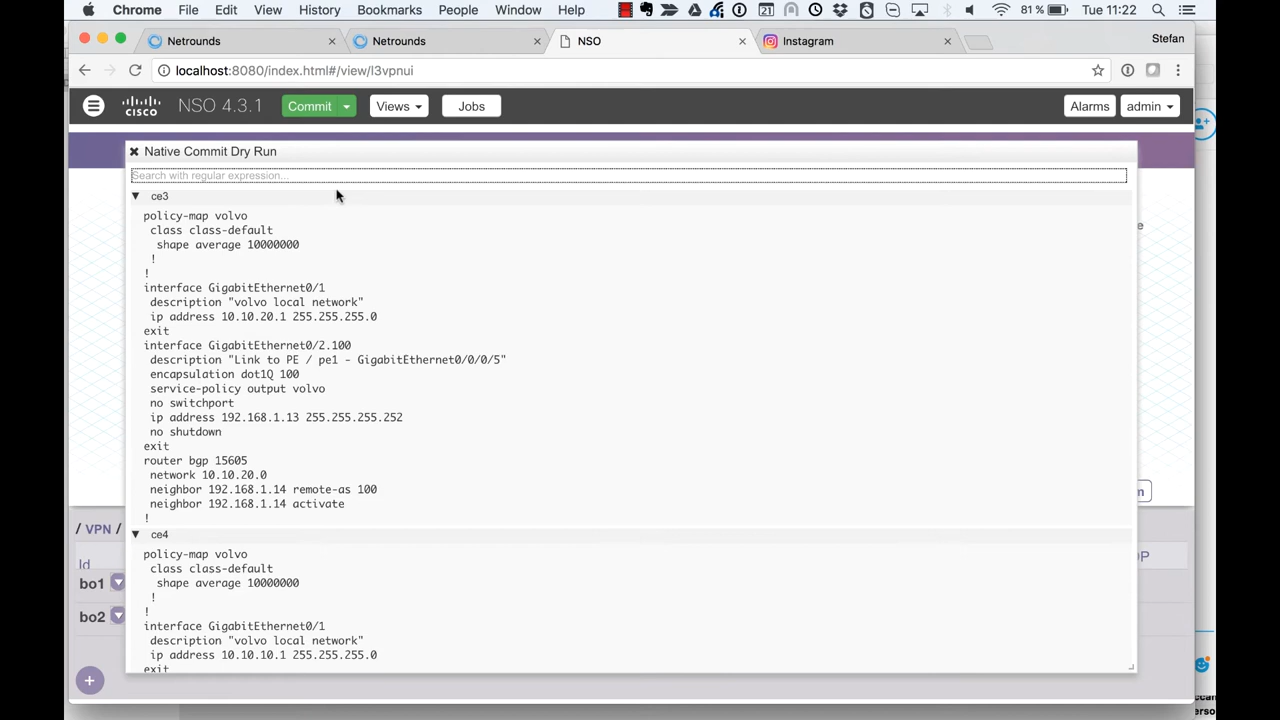 Chrome File Edit View History Bookmarks People Window Help 21 81 % Tue 11:22
Netrounds Netrounds NSO Instagram Stefan
localhost:8080/index.html#/view/l3vpnui
cisco NSO 4.3.1 Commit Views Jobs Alarms admin
Native Commit Dry Run
Search with regular expression...
ce3
policy-map volvo
class class-default
shape average 10000000
!
!
interface GigabitEthernet0/1
description "volvo local network"
ip address 10.10.20.1 255.255.255.0
exit
interface GigabitEthernet0/2.100
description "Link to PE / pe1 - GigabitEthernet0/0/0/5"
encapsulation dot1Q 100
service-policy output volvo
no switchport
ip address 192.168.1.13 255.255.255.252
no shutdown
exit
router bgp 15605
network 10.10.20.0
neighbor 192.168.1.14 remote-as 100
neighbor 192.168.1.14 activate
!
/ VPN /
ce4
policy-map volvo
Id
class class-default
bo1
shape average 10000000
!
!
bo2
interface GigabitEthernet0/1
description "volvo local network"
ip address 10.10.10.1 255.255.255.0
exit